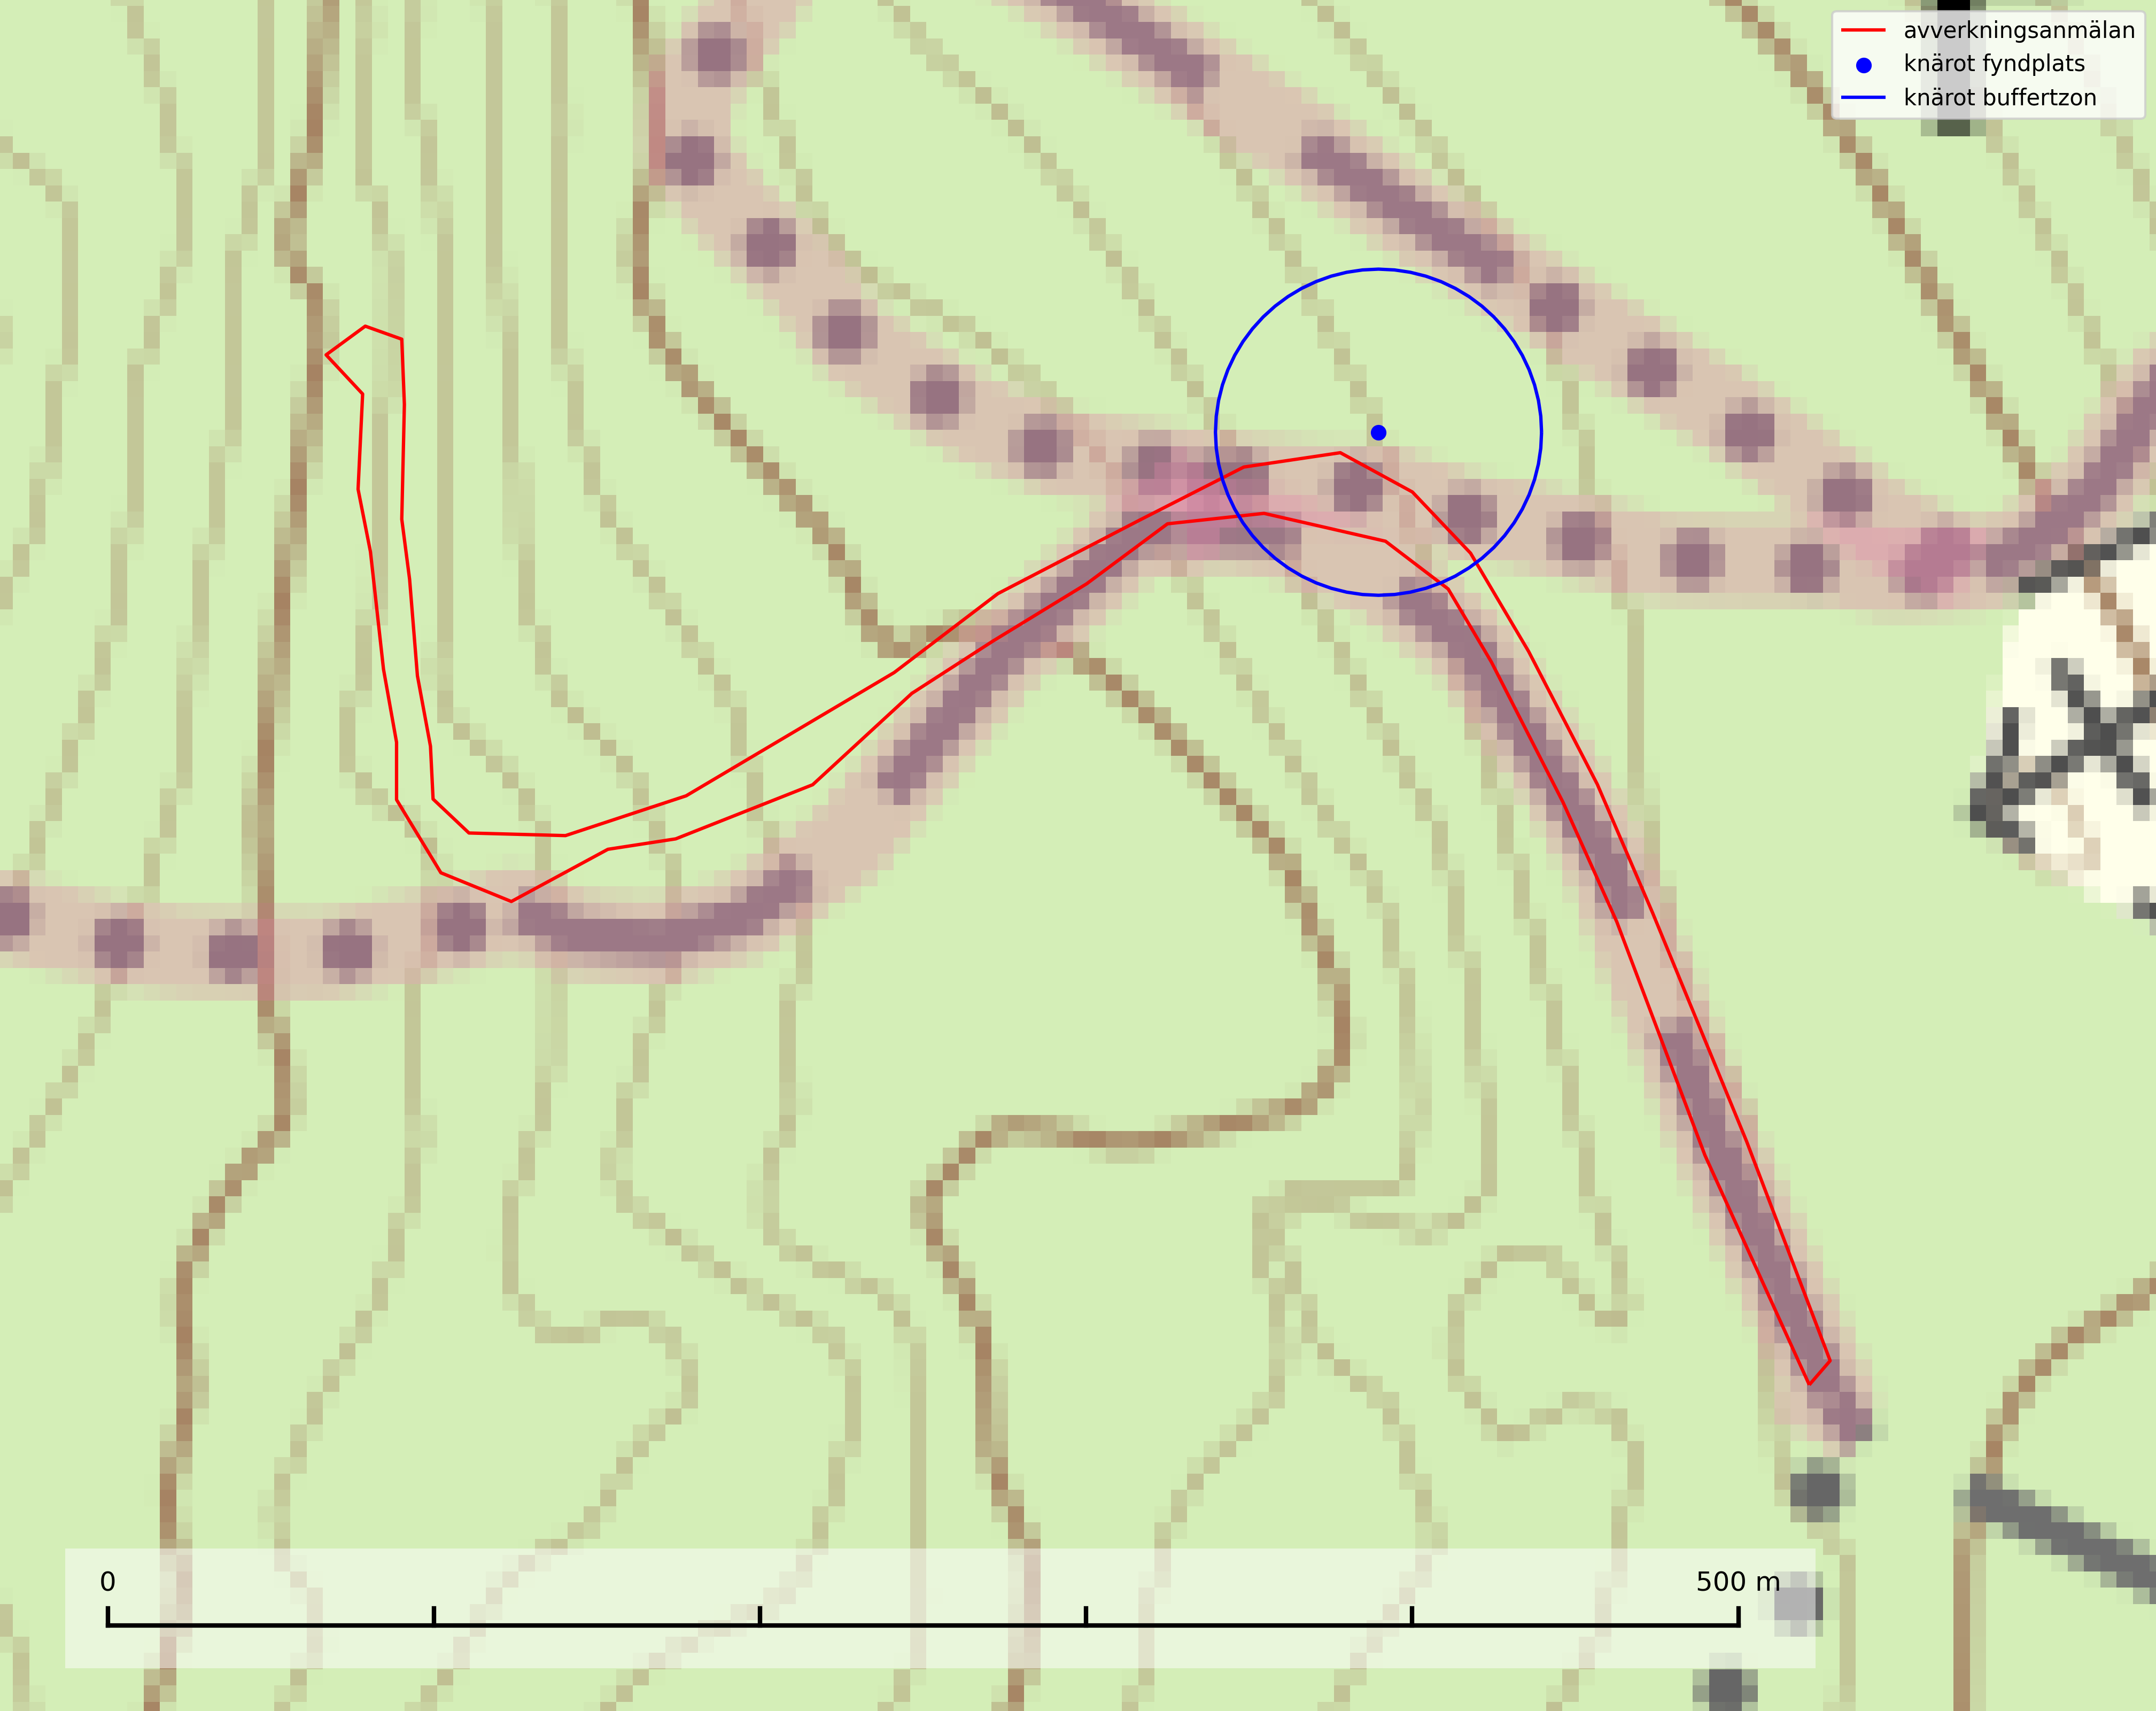 avverkningsanmälan
knärot fyndplats
knärot buffertzon
0 500 m